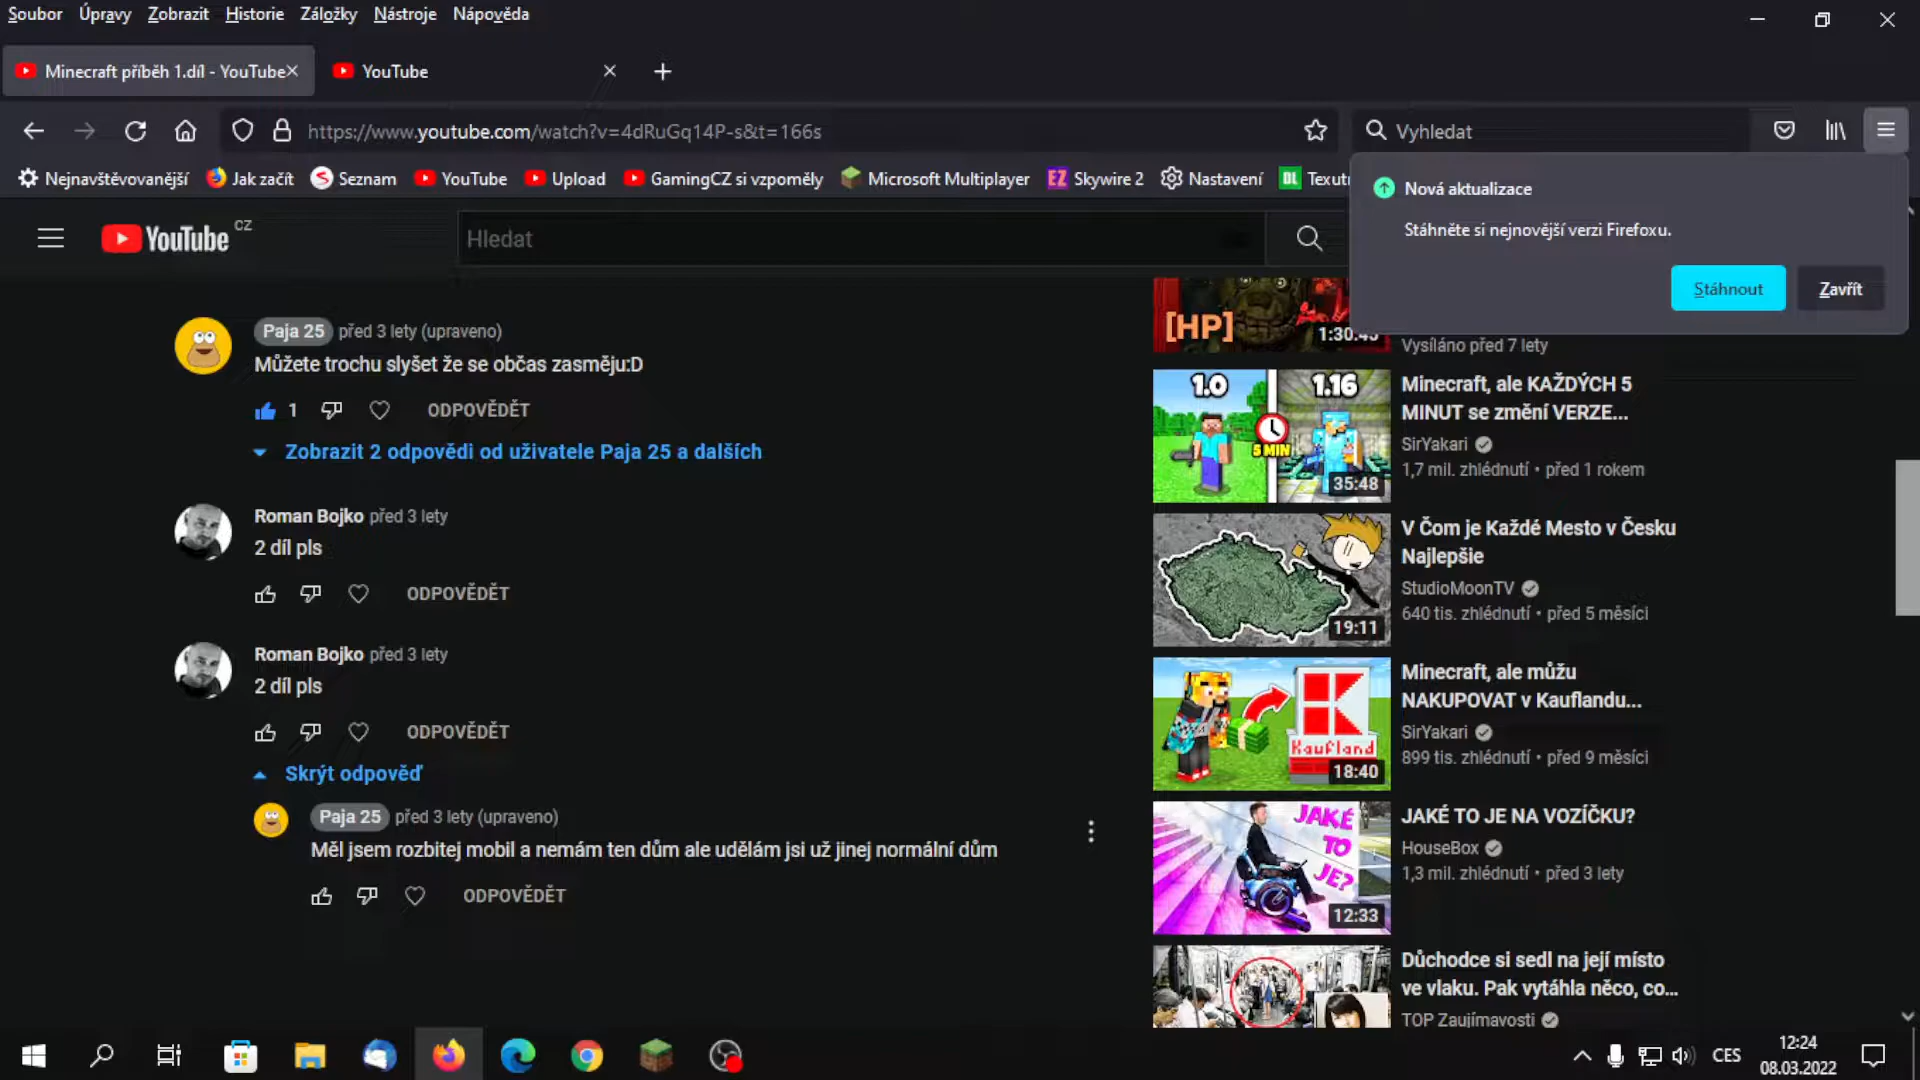 Soubor Úpravy Zobrazit Historie Záložky Nástroje Nápověda
Minecraft příběh 1.díl - YouTube
YouTube
https://www.youtube.com/watch?v=4dRuGq14P-s&t=166s
Vyhledat
Nejnavštěvovanější Jak začít Seznam YouTube Upload GamingCZ si vzpoměly Microsoft Multiplayer EZ Skywire 2 Nastavení DL
Nová aktualizace
Stáhněte si nejnovější verzi Firefoxu.
Stáhnout
Zavřít
YouTube CZ
Hledat
Paja 25 před 3 lety (upraveno)
Můžete trochu slyšet že se občas zasměju:D
1 ODPOVĚDĚT
Zobrazit 2 odpovědi od uživatele Paja 25 a dalších
Roman Bojko před 3 lety
2 díl pls
ODPOVĚDĚT
Roman Bojko před 3 lety
2 díl pls
ODPOVĚDĚT
Skrýt odpověď
Paja 25 před 3 lety (upraveno)
Měl jsem rozbitej mobil a nemám ten dům ale udělám jsi už jinej normální dům
ODPOVĚDĚT
[HP]
Vysíláno před 7 lety
1.0
1.16
5 MIN
35:48
Minecraft, ale KAŽDÝCH 5
MINUT se změní VERZE...
SirYakari
1,7 mil. zhlédnutí • před 1 rokem
19:11
V Čom je Každé Mesto v Česku
Najlepšie
StudioMoonTV
640 tis. zhlédnutí • před 5 měsíci
Kaufland
18:40
Minecraft, ale můžu
NAKUPOVAT v Kauflandu...
SirYakari
899 tis. zhlédnutí • před 9 měsíci
JAKÉ
TO
JE?
12:33
JAKÉ TO JE NA VOZÍČKU?
HouseBox
1,3 mil. zhlédnutí • před 3 lety
Důchodce si sedl na její místo
ve vlaku. Pak vytáhla něco, co...
TOP Zaujímavosti
CES
12:24
08.03.2022